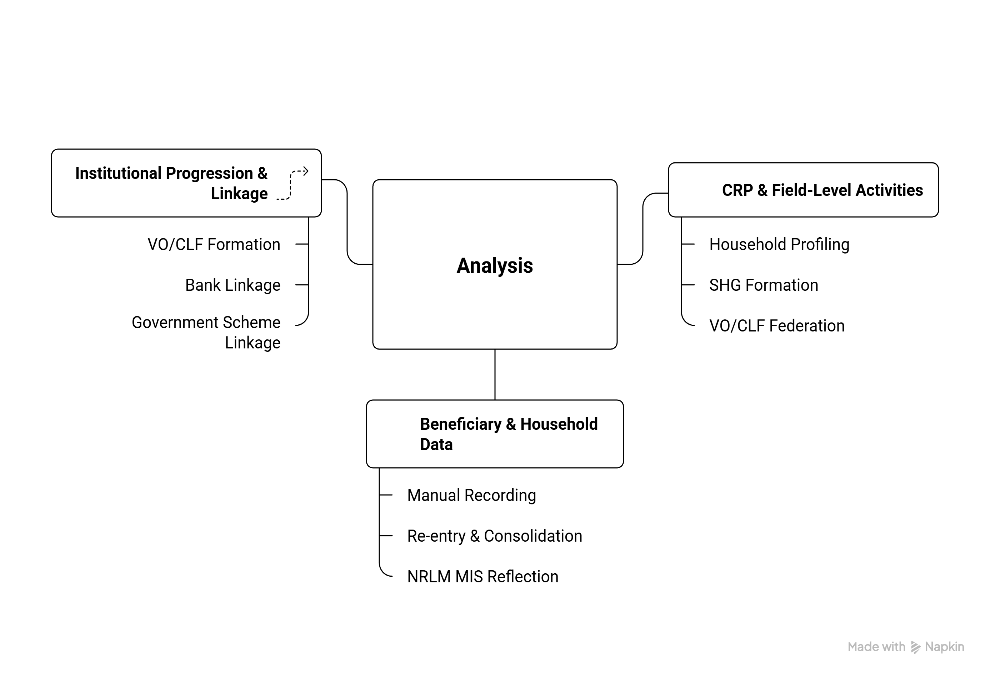 Institutional Progression &
Linkage
VO/CLF Formation
Bank Linkage
Government Scheme
Linkage
Analysis
CRP & Field-Level Activities
Household Profiling
SHG Formation
VO/CLF Federation
Beneficiary & Household
Data
Manual Recording
Re-entry & Consolidation
NRLM MIS Reflection
Made with Napkin